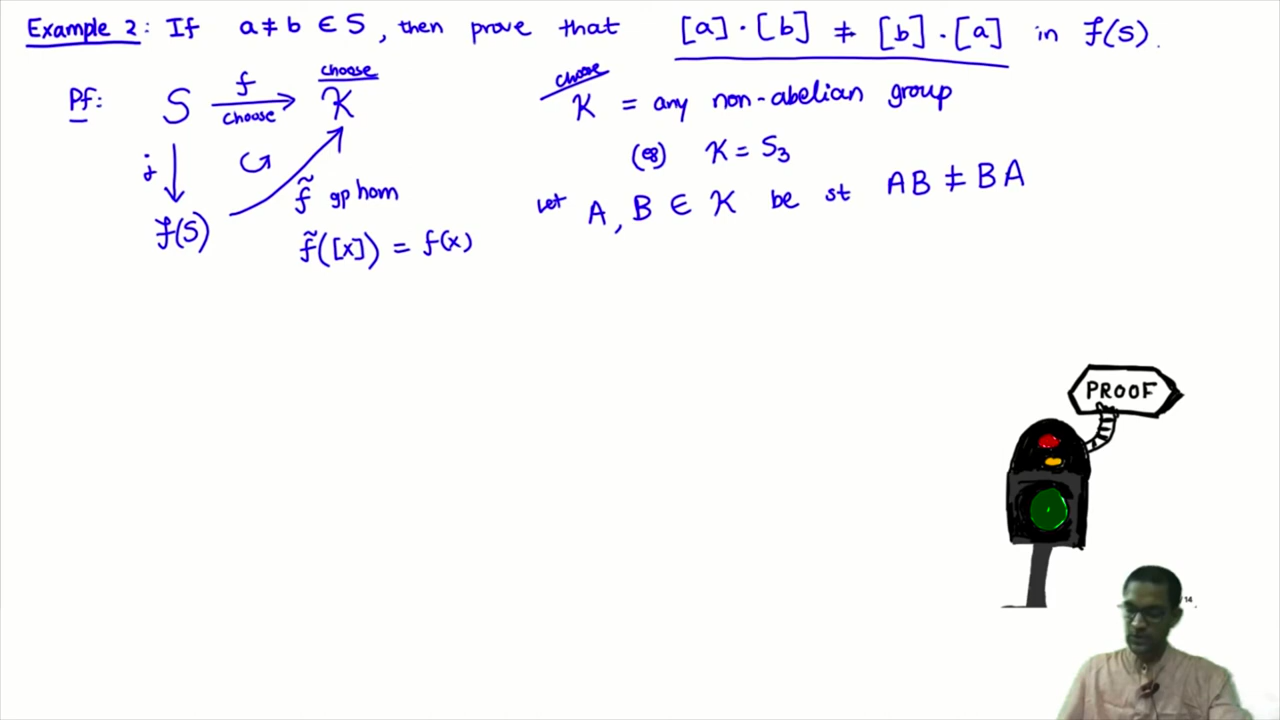 Example 2: If a ≠ b ∈ S, then prove that [a]·[b] ≠ [b]·[a] in F(S).
Pf:
S f choose K choose
j ↺
F(S) f̃ gp hom
f̃([x]) = f(x)
choose
K = any non-abelian group
(eg) K = S₃
Let A, B ∈ K be st AB ≠ BA
PROOF
/ 14